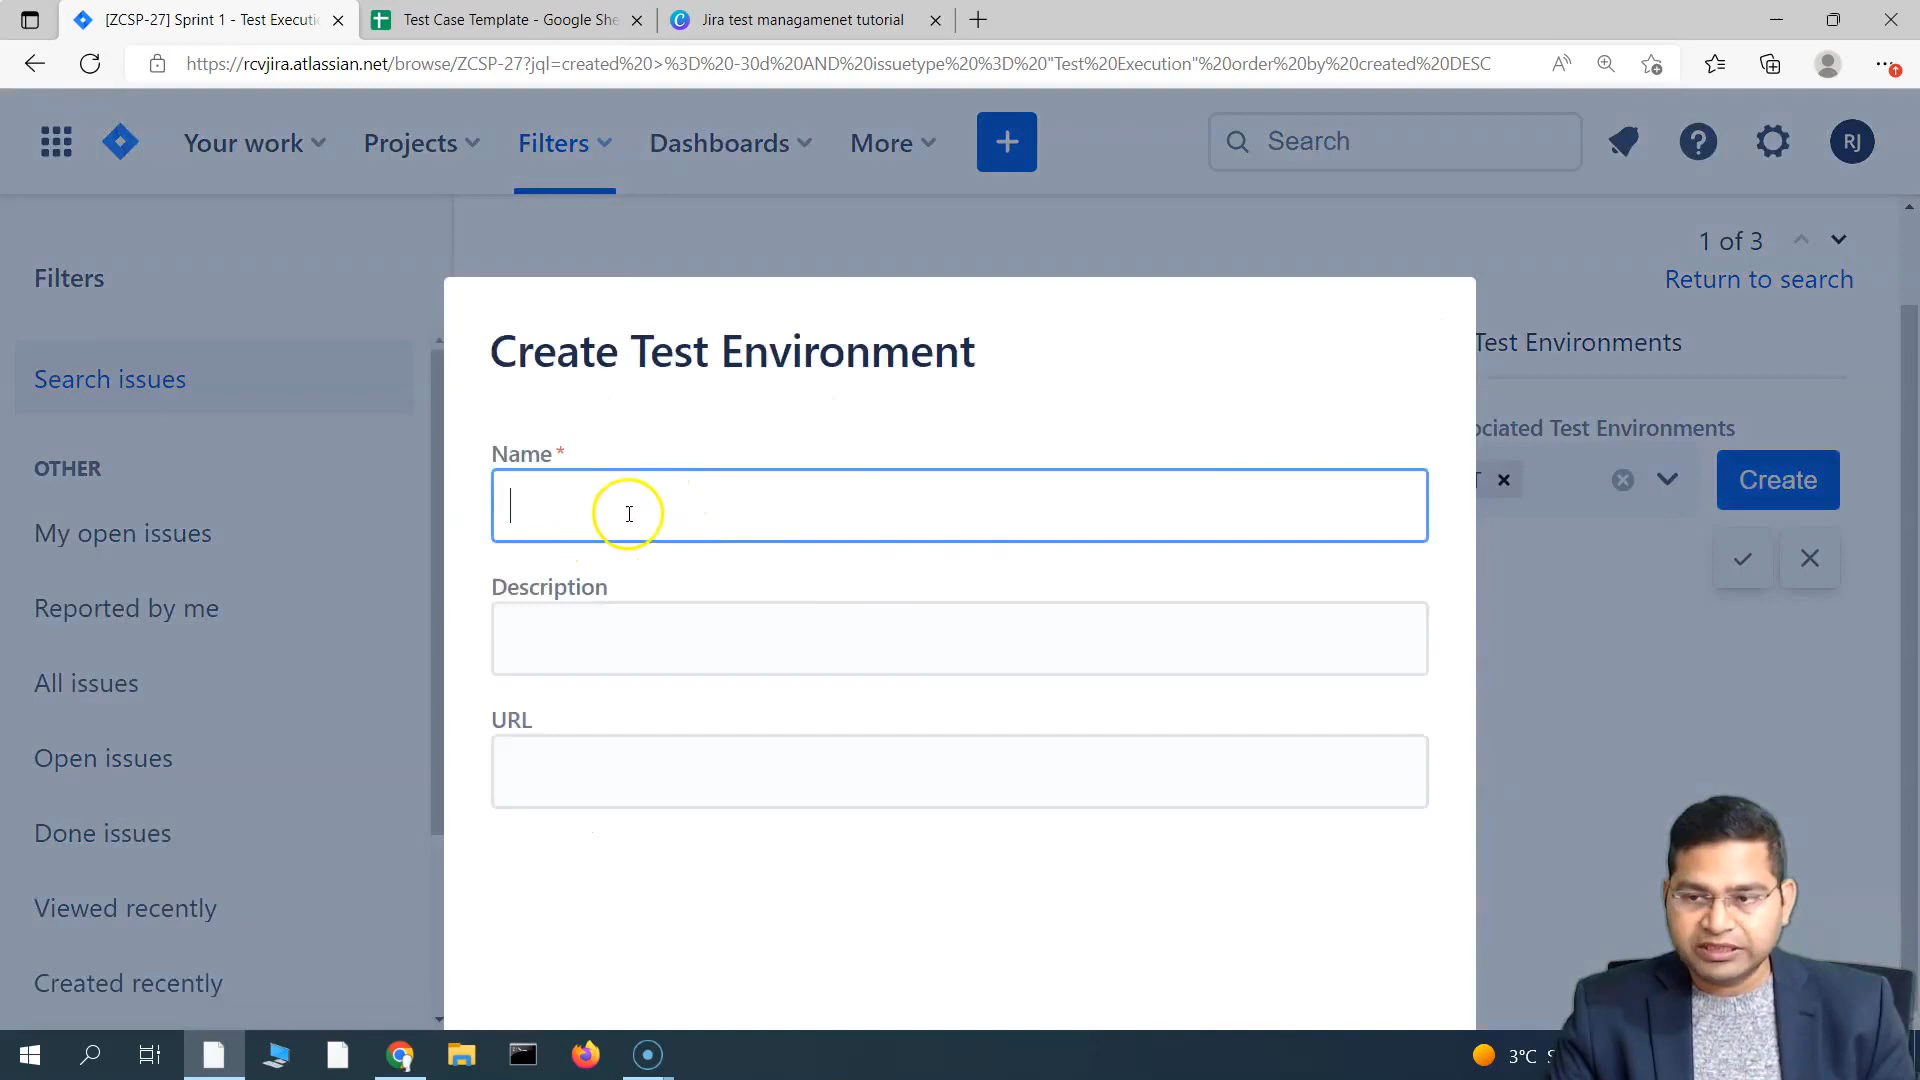 [ZCSP-27] Sprint 1 - Test Executi
Test Case Template - Google She
Jira test managamenet tutorial
https://rcvjira.atlassian.net/browse/ZCSP-27?jql=created%20>%3D%20-30d%20AND%20issuetype%20%3D%20"Test%20Execution"%20order%20by%20created%20DESC
Your work
Projects
Filters
Dashboards
More
Search
RJ
1 of 3
Return to search
Filters
Search issues
OTHER
My open issues
Reported by me
All issues
Open issues
Done issues
Viewed recently
Created recently
Create Test Environment
Name *
Description
URL
Test Environments
ociated Test Environments
Create
3°C S